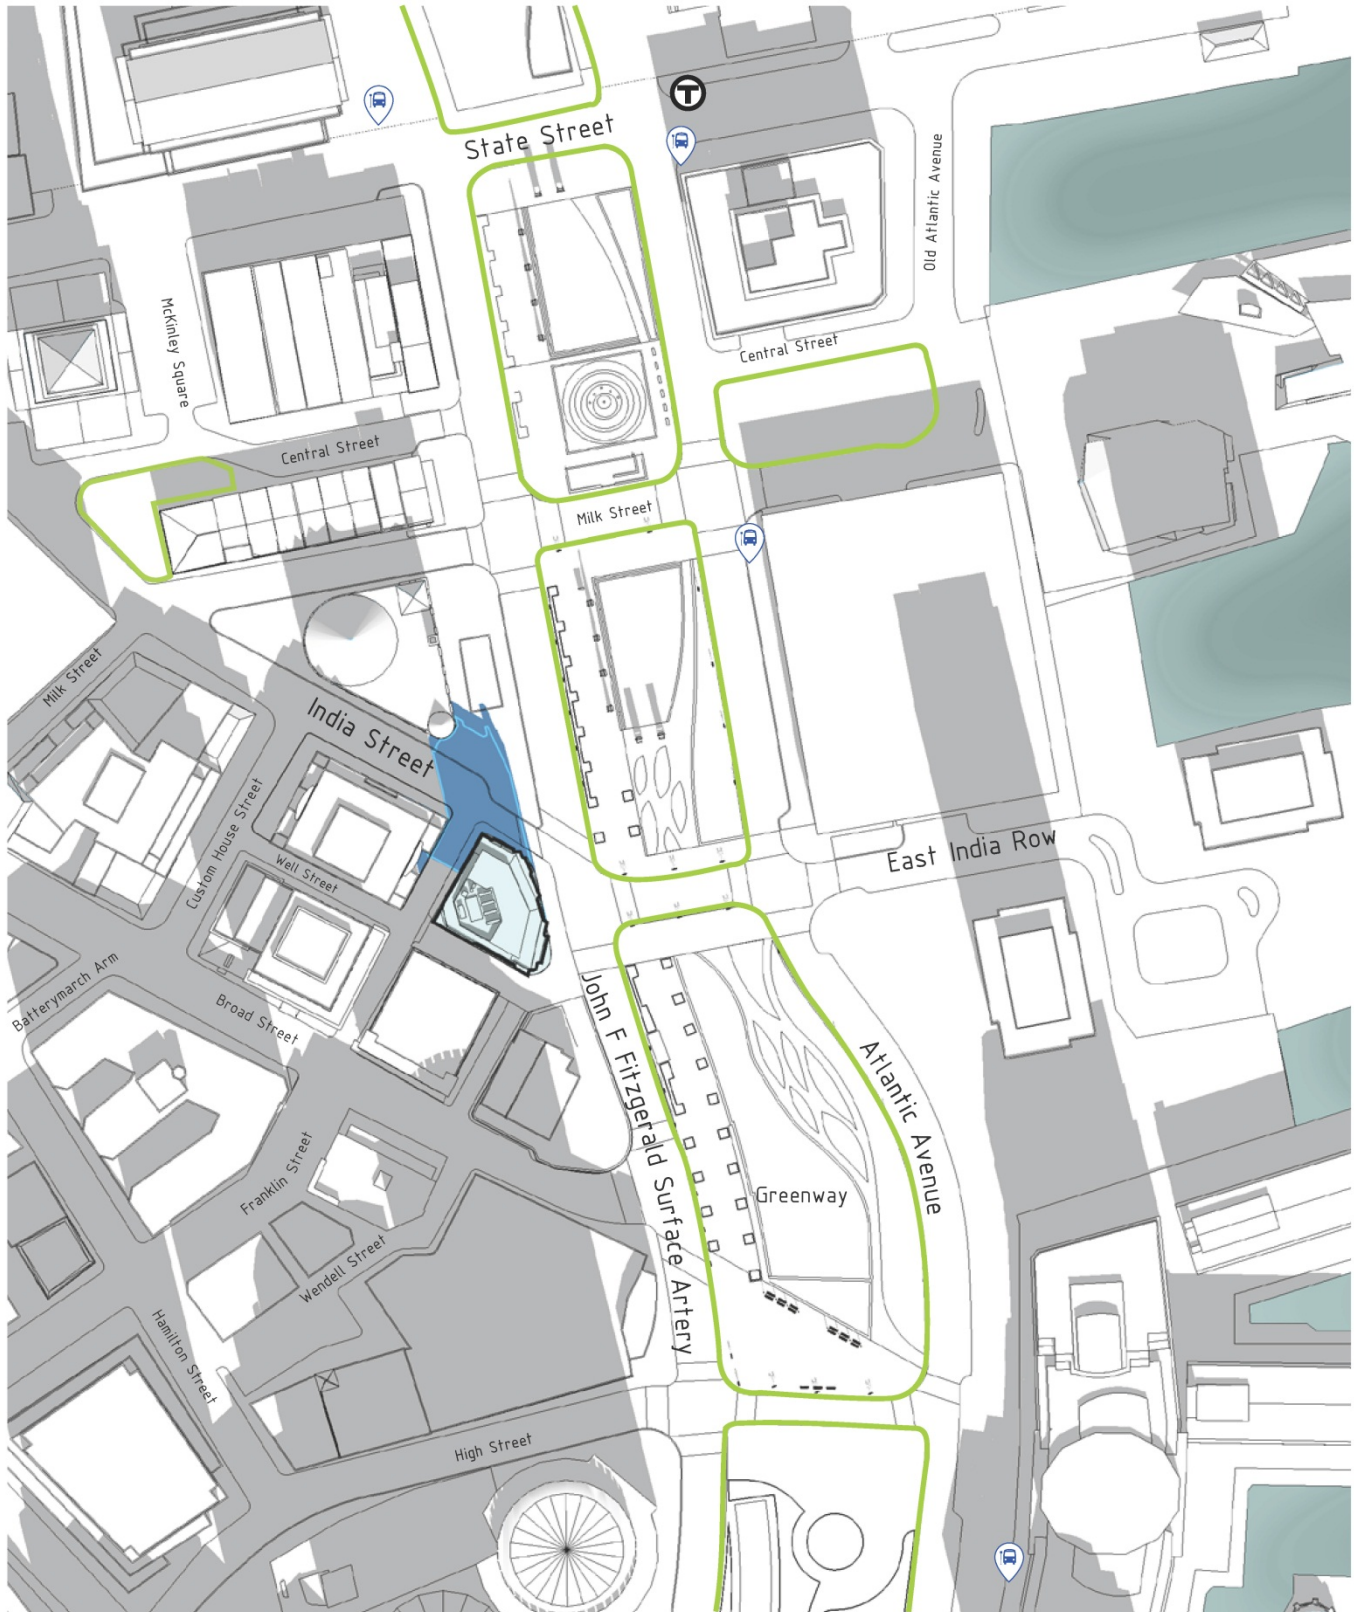 T
State Street
Old Atlantic Avenue
McKinley Square
Central Street
Central Street
Milk Street
Milk Street
India Street
Custom House Street
Well Street
East India Row
Batterymarch Arm
Broad Street
John F Fitzgerald Surface Artery
Atlantic Avenue
Franklin Street
Greenway
Wendell Street
Hamilton Street
High Street